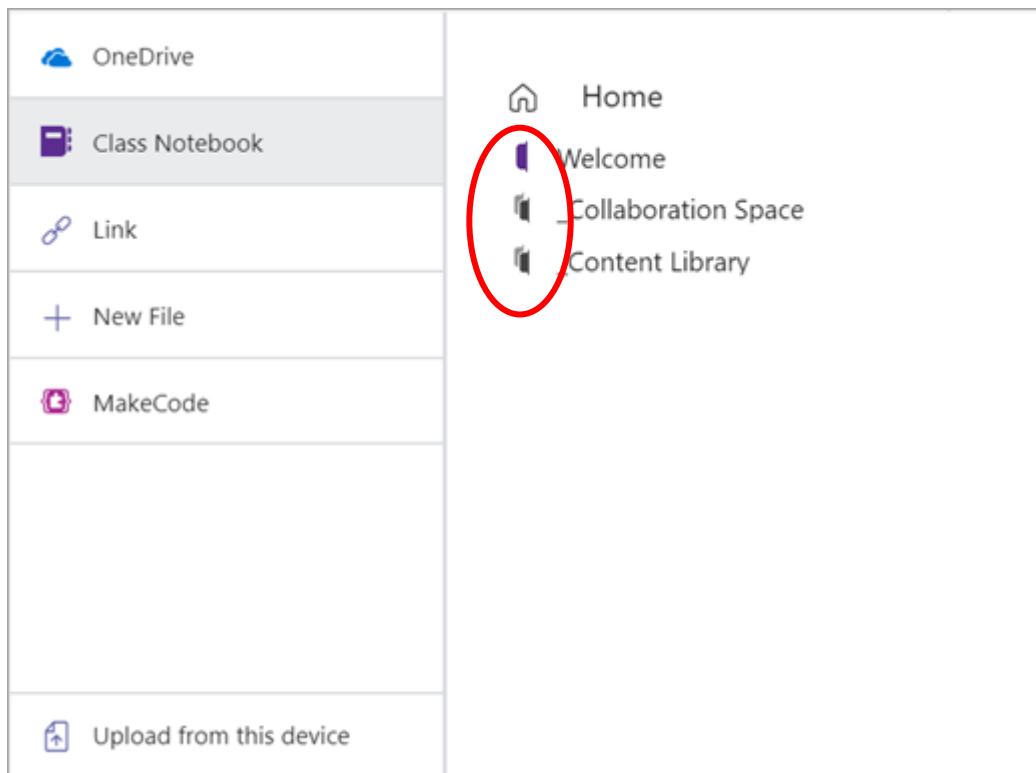 OneDrive
Class Notebook
Link
New File
MakeCode
Upload from this device
Home
Welcome
_Collaboration Space
_Content Library